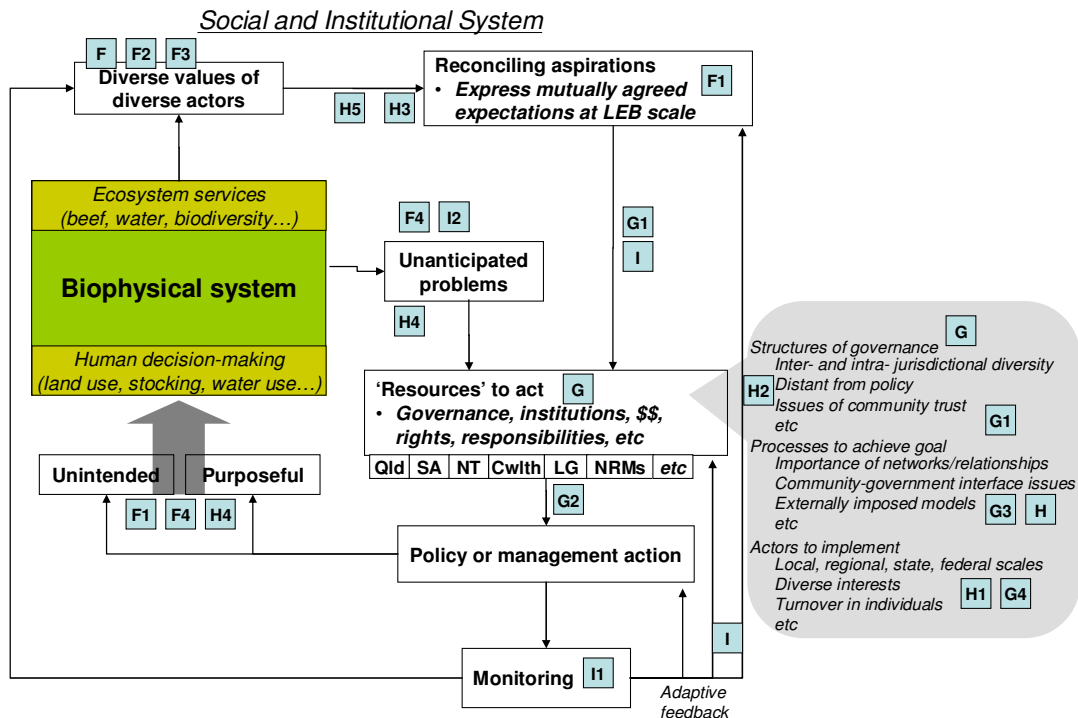 Social and Institutional System
F F2 F3
Diverse values of
diverse actors
H5 H3
Reconciling aspirations
• Express mutually agreed
expectations at LEB scale
F1
Ecosystem services
(beef, water, biodiversity…)
Biophysical system
Human decision-making
(land use, stocking, water use…)
F4 I2
Unanticipated
problems
H4
G1
I
‘Resources’ to act
G
• Governance, institutions, $$,
rights, responsibilities, etc
Qld SA NT Cwlth LG NRMs etc
G2
H2
Structures of governance
G
Inter- and intra- jurisdictional diversity
Distant from policy
Issues of community trust
etc
G1
Processes to achieve goal
Importance of networks/relationships
Community-government interface issues
Externally imposed models
G3 H
etc
Actors to implement
Local, regional, state, federal scales
Diverse interests
H1 G4
Turnover in individuals
etc
Unintended
Purposeful
F1 F4 H4
Policy or management action
I
Monitoring
I1
Adaptive
feedback